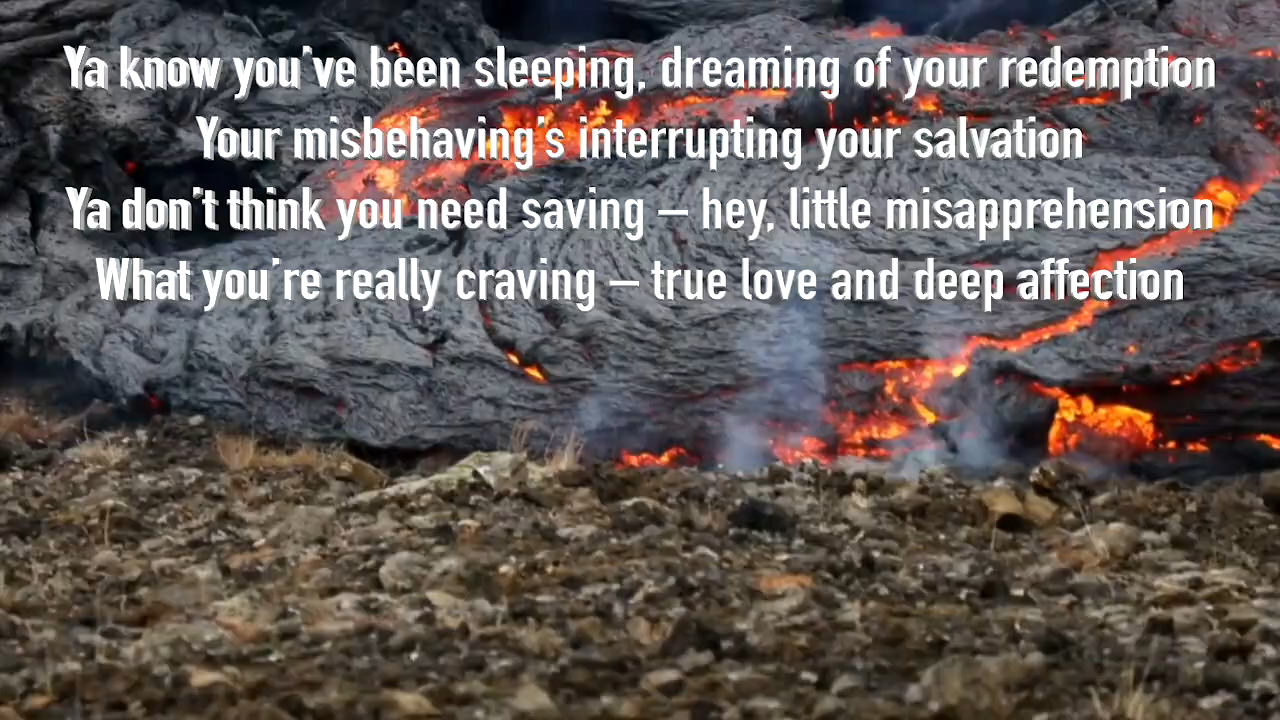 Ya know you've been sleeping, dreaming of your redemption
Your misbehaving's interrupting your salvation
Ya don't think you need saving – hey, little misapprehension
What you're really craving – true love and deep affection